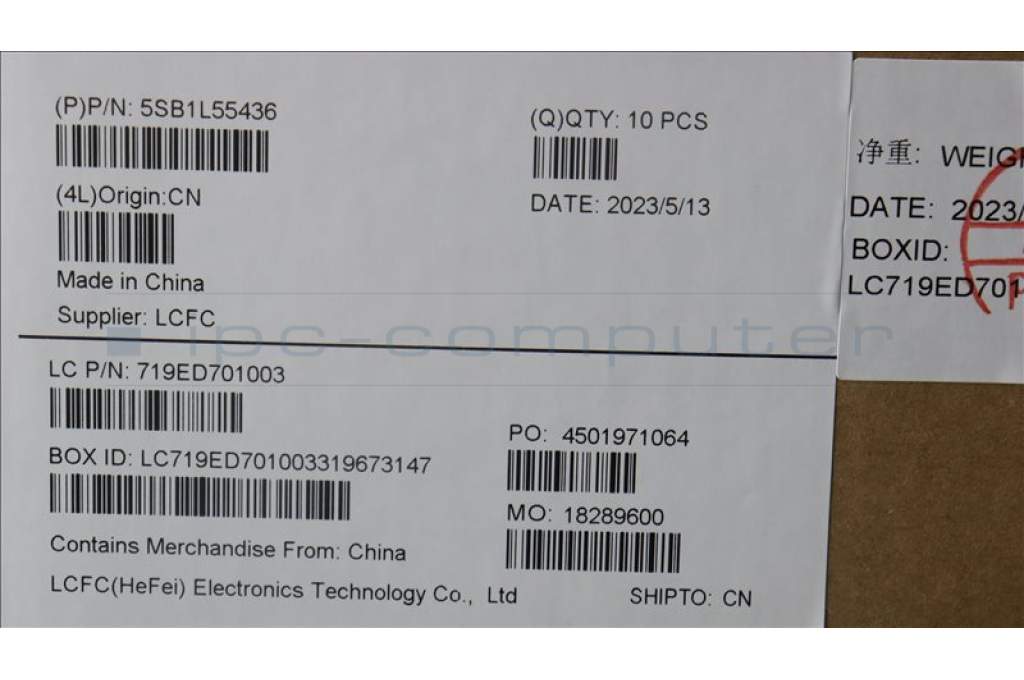 (P)P/N: 5SB1L55436
(Q)QTY: 10 PCS
(4L)Origin:CN
DATE: 2023/5/13
Made in China
Supplier: LCFC
LC P/N: 719ED701003
PO: 4501971064
BOX ID: LC719ED701003319673147
MO: 18289600
Contains Merchandise From: China
LCFC(HeFei) Electronics Technology Co., Ltd
SHIPTO: CN
净重:
DATE: 2023/
BOXID:
LC719ED701
ipc-computer